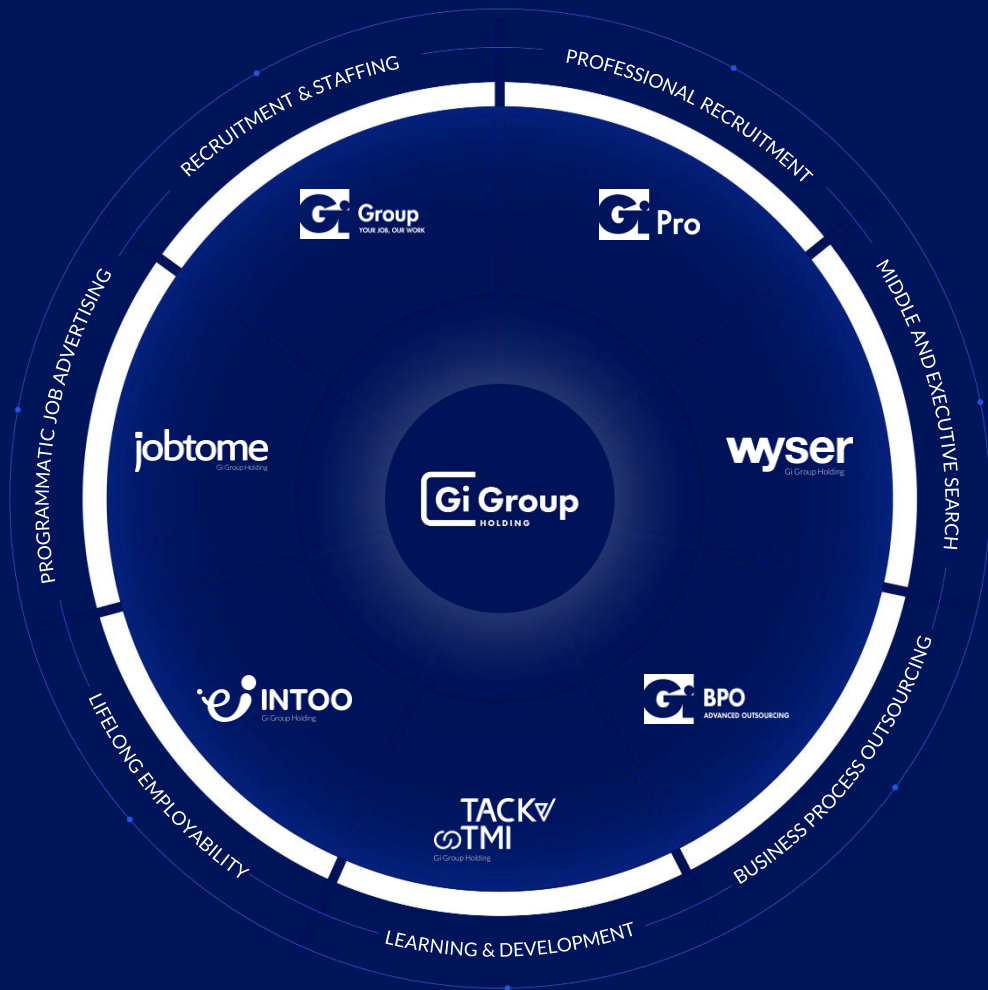 RECRUITMENT & STAFFING
PROFESSIONAL RECRUITMENT
Gi Group
YOUR JOB, OUR WORK
Gi Pro
PROGRAMMATIC JOB ADVERTISING
MIDDLE AND EXECUTIVE SEARCH
jobtome
Gi Group Holding
wyser
Gi Group Holding
Gi Group
HOLDING
INTOO
Gi Group Holding
Gi BPO
ADVANCED OUTSOURCING
LIFELONG EMPLOYABILITY
BUSINESS PROCESS OUTSOURCING
TACK
TMI
Gi Group Holding
LEARNING & DEVELOPMENT